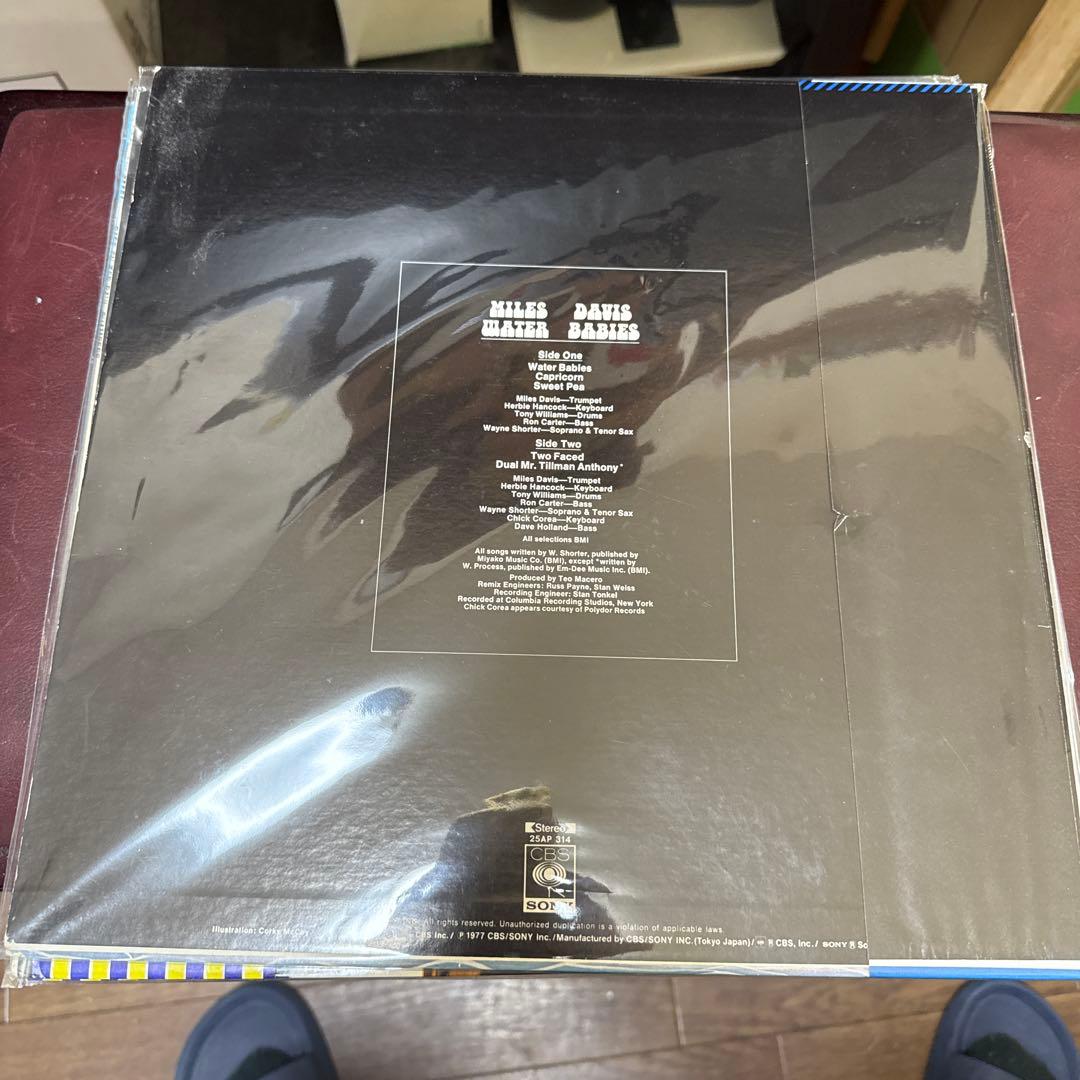 MILES DAVIS
WATER BABIES
Side One
Water Babies
Capricorn
Sweet Pea
Miles Davis—Trumpet
Herbie Hancock—Keyboard
Tony Williams—Drums
Ron Carter—Bass
Wayne Shorter—Soprano & Tenor Sax
Side Two
Two Faced
Dual Mr. Tillman Anthony*
Miles Davis—Trumpet
Herbie Hancock—Keyboard
Tony Williams—Drums
Ron Carter—Bass
Wayne Shorter—Soprano & Tenor Sax
Chick Corea—Keyboard
Dave Holland—Bass
All selections BMI
All songs written by W. Shorter, published by
Miyako Music Co. (BMI), except *written by
W. Process, published by Em-Dee Music Inc. (BMI).
Produced by Teo Macero
Remix Engineers: Russ Payne, Stan Weiss
Recording Engineer: Stan Tonkel
Recorded at Columbia Recording Studios, New York
Chick Corea appears courtesy of Polydor Records
Stereo
25AP 314
CBS
SONY
All rights reserved. Unauthorized duplication is a violation of applicable laws.
Illustration: Corky McCoy
CBS Inc. / ℗ 1977 CBS/SONY Inc. /Manufactured by CBS/SONY INC.(Tokyo Japan)/ ® CBS, Inc. / SONY ®